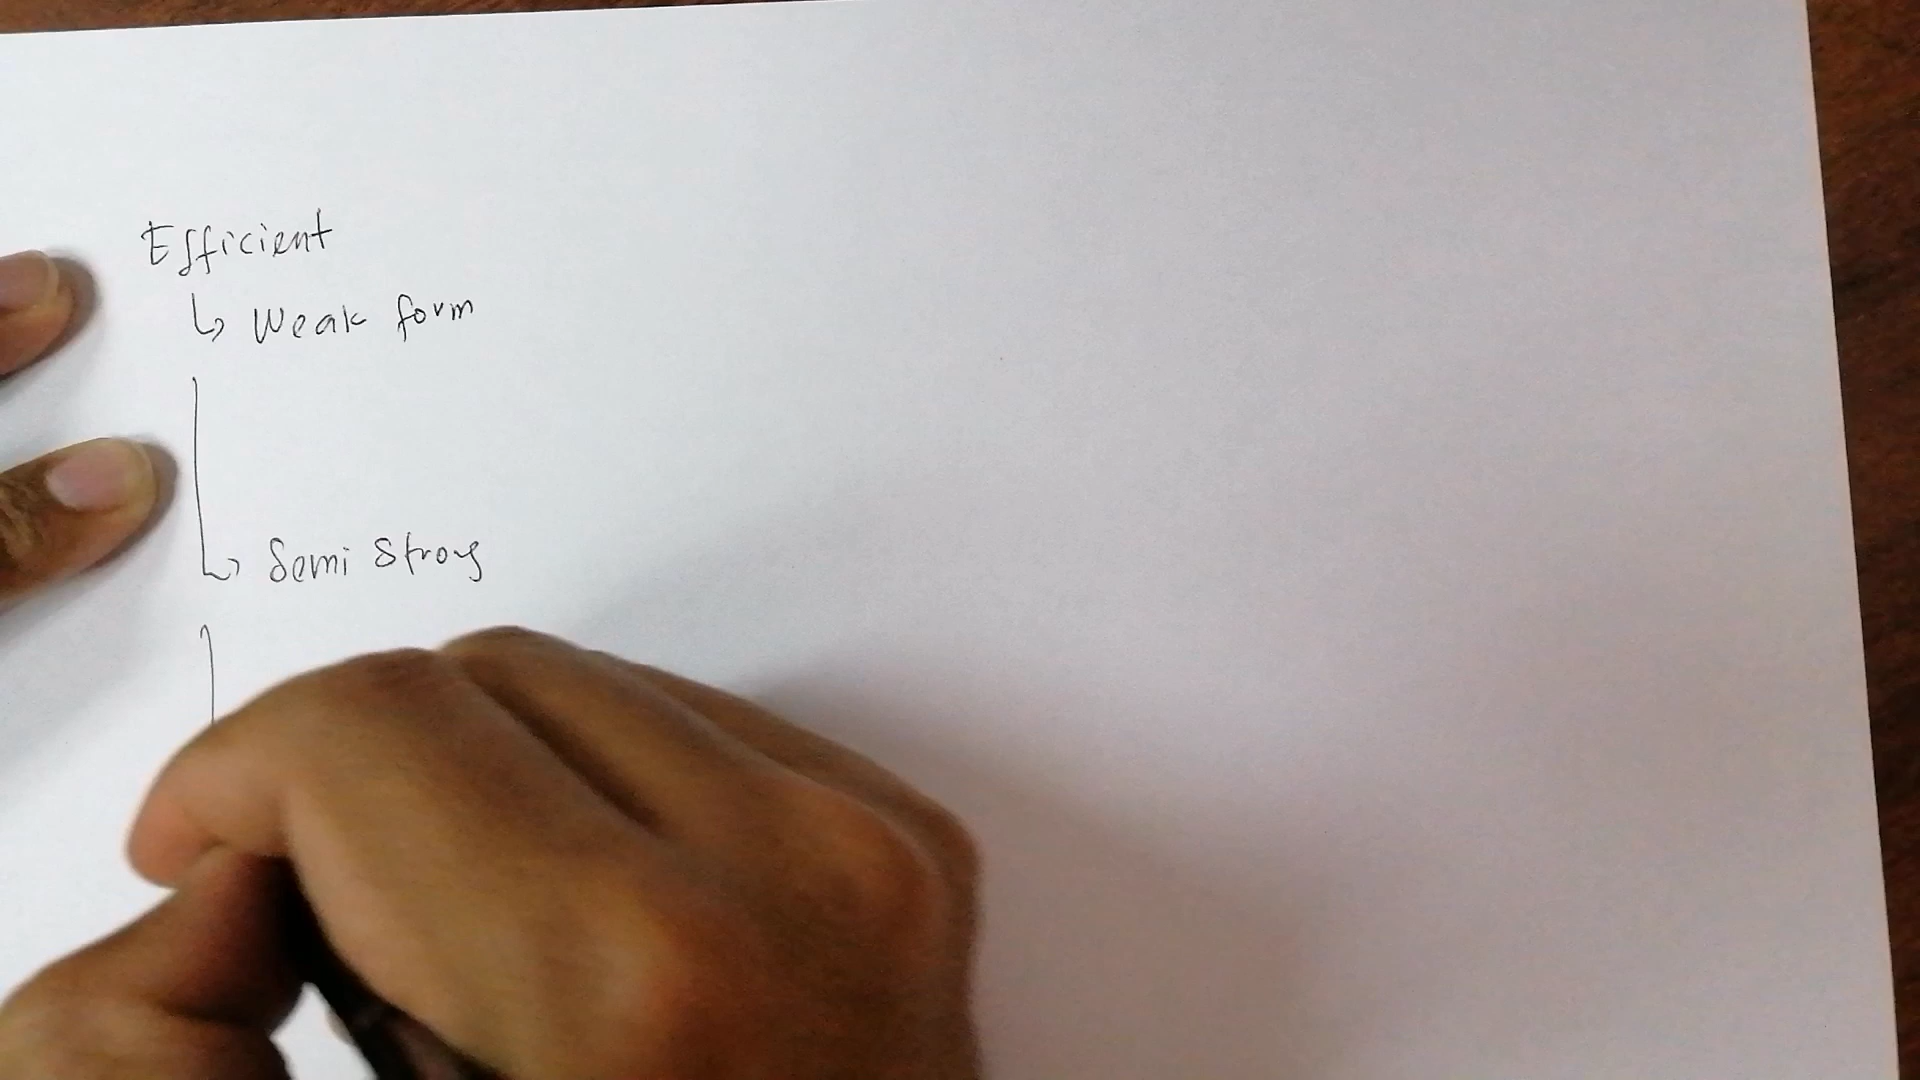 Efficient
↳ Weak form
↳ Semi Strong